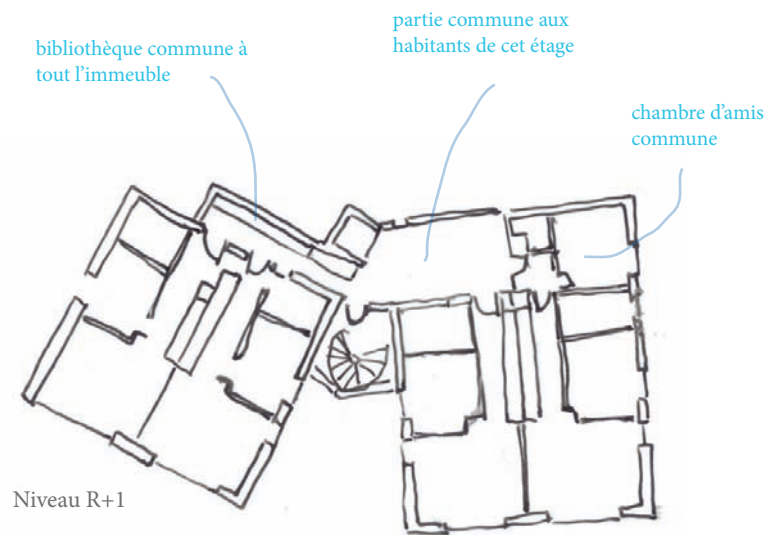 bibliothèque commune à
tout l'immeuble
partie commune aux
habitants de cet étage
chambre d'amis
commune
Niveau R+1